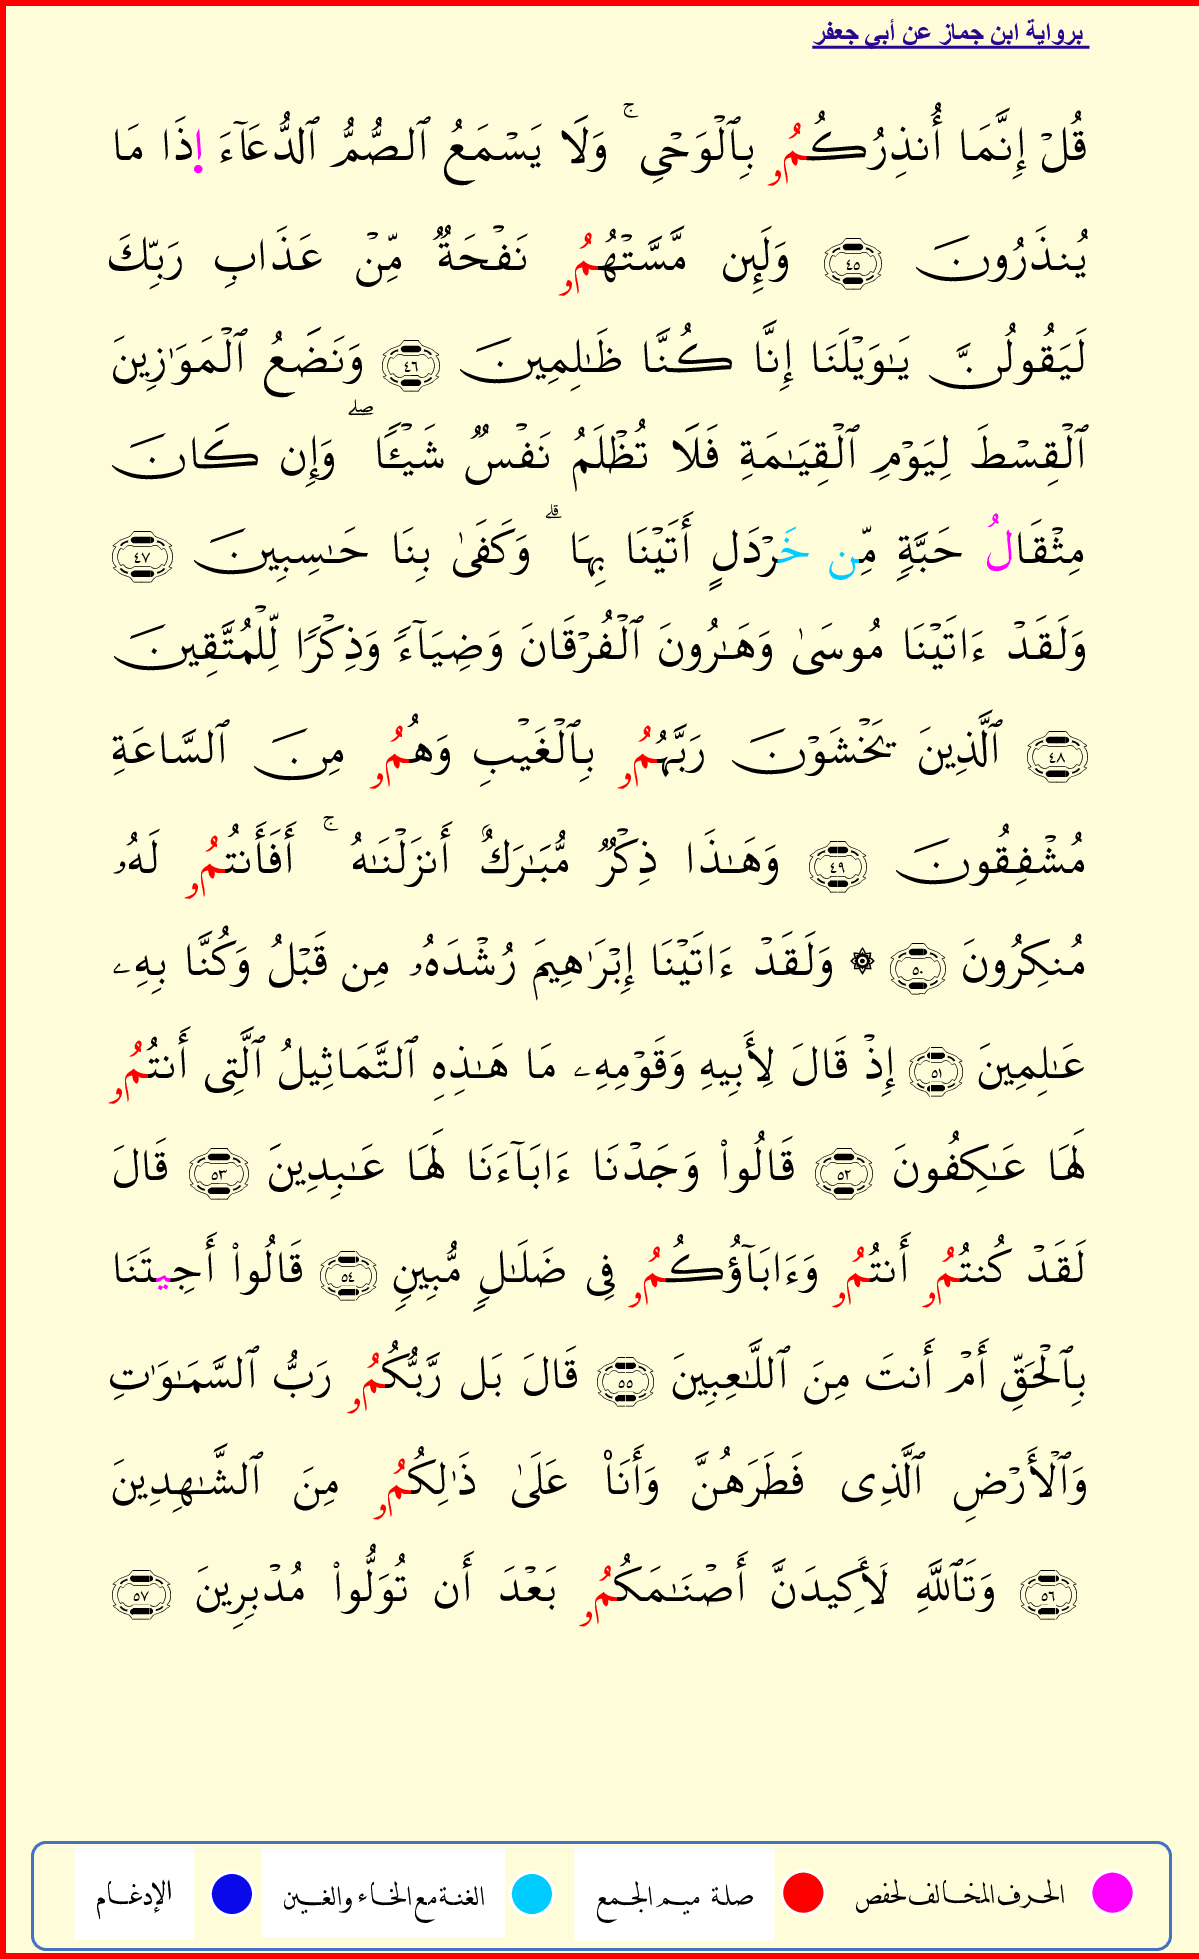 برواية ابن جماز عن أبي جعفر
قُلۡ إِنَّمَآ أُنذِرُكُمُۥ بِٱلۡوَحۡيِۚ وَلَا يَسۡمَعُ ٱلصُّمُّ ٱلدُّعَآءَ اِذَا مَا
يُنذَرُونَ ٤٥ وَلَئِن مَّسَّتۡهُمُۥ نَفۡحَةٌ مِّنۡ عَذَابِ رَبِّكَ
لَيَقُولُنَّ يَٰوَيۡلَنَا إِنَّا كُنَّا ظَٰلِمِينَ ٤٦ وَنَضَعُ ٱلۡمَوَٰزِينَ
ٱلۡقِسۡطَ لِيَوۡمِ ٱلۡقِيَٰمَةِ فَلَا تُظۡلَمُ نَفۡسٌ شَيۡـًٔاۖ وَإِن كَانَ
مِثۡقَالُ حَبَّةٍ مِّن خَرۡدَلٍ أَتَيۡنَا بِهَاۗ وَكَفَىٰ بِنَا حَٰسِبِينَ ٤٧
وَلَقَدۡ ءَاتَيۡنَا مُوسَىٰ وَهَٰرُونَ ٱلۡفُرۡقَانَ وَضِيَآءً وَذِكۡرًا لِّلۡمُتَّقِينَ
٤٨ ٱلَّذِينَ يَخۡشَوۡنَ رَبَّهُمُۥ بِٱلۡغَيۡبِ وَهُمُۥ مِنَ ٱلسَّاعَةِ
مُشۡفِقُونَ ٤٩ وَهَٰذَا ذِكۡرٌ مُّبَارَكٌ أَنزَلۡنَٰهُۚ أَفَأَنتُمُۥ لَهُۥ
مُنكِرُونَ ٥٠ ۞ وَلَقَدۡ ءَاتَيۡنَا إِبۡرَٰهِيمَ رُشۡدَهُۥ مِن قَبۡلُ وَكُنَّا بِهِۦ
عَٰلِمِينَ ٥١ إِذۡ قَالَ لِأَبِيهِ وَقَوۡمِهِۦ مَا هَٰذِهِ ٱلتَّمَاثِيلُ ٱلَّتِي أَنتُمُۥ
لَهَا عَٰكِفُونَ ٥٢ قَالُواْ وَجَدۡنَا ءَابَآءَنَا لَهَا عَٰبِدِينَ ٥٣ قَالَ
لَقَدۡ كُنتُمُۥ أَنتُمُۥ وَءَابَآؤُكُمُۥ فِي ضَلَٰلٍ مُّبِينٍ ٥٤ قَالُواْ أَجِيتَنَا
بِٱلۡحَقِّ أَمۡ أَنتَ مِنَ ٱللَّٰعِبِينَ ٥٥ قَالَ بَل رَّبُّكُمُۥ رَبُّ ٱلسَّمَٰوَٰتِ
وَٱلۡأَرۡضِ ٱلَّذِي فَطَرَهُنَّ وَأَنَا۠ عَلَىٰ ذَٰلِكُمُۥ مِنَ ٱلشَّٰهِدِينَ
٥٦ وَتَٱللَّهِ لَأَكِيدَنَّ أَصۡنَٰمَكُمُۥ بَعۡدَ أَن تُوَلُّواْ مُدۡبِرِينَ ٥٧
الحرف المخالف لحفص صلة ميم الجمع الغنة مع الخاء والغين الإدغام